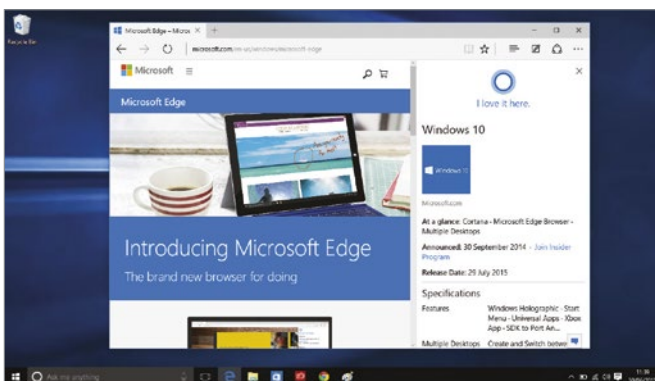 Recycle Bin
Microsoft Edge – Micros
microsoft.com/en-us/windows/microsoft-edge
Microsoft
Microsoft Edge
Introducing Microsoft Edge
The brand new browser for doing
I love it here.
Windows 10
Windows 10
Microsoft.com
At a glance: Cortana - Microsoft Edge Browser -
Multiple Desktops
Announced: 30 September 2014 - Join Insider
Program
Release Date: 29 July 2015
Specifications
Features Windows Holographic - Start
Menu - Universal Apps - Xbox
App - SDK to Port An...
Multiple Desktops Create and Switch betwe
Ask me anything